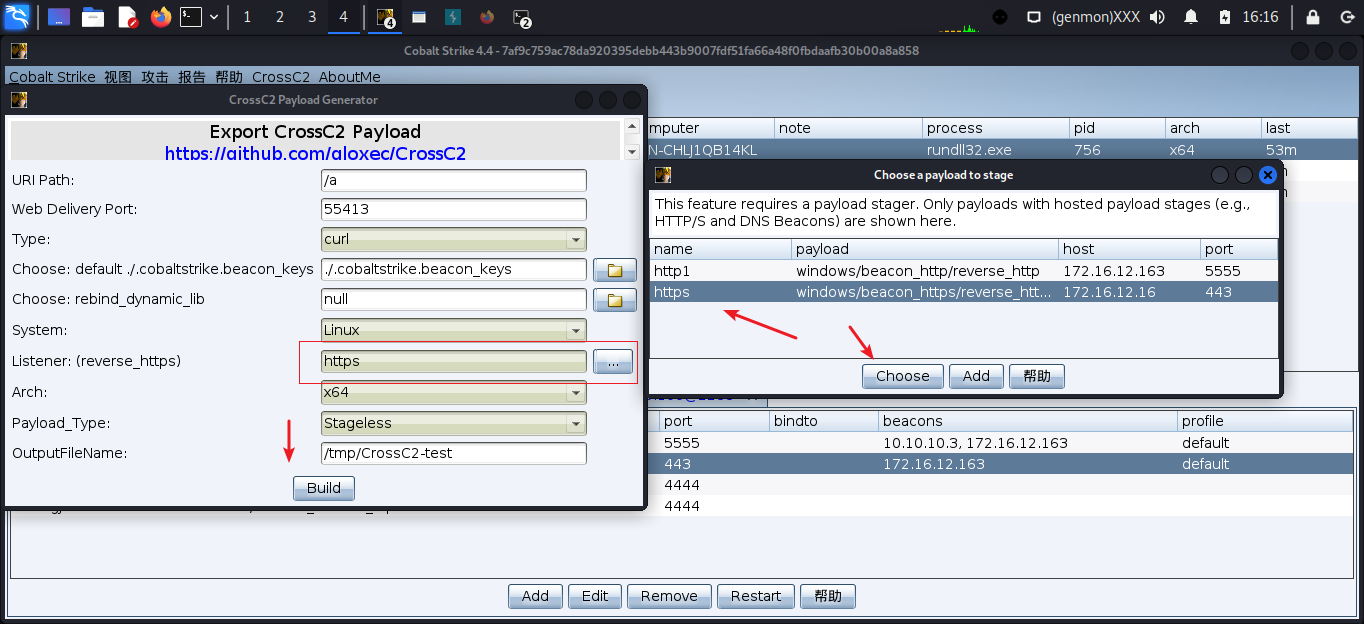 1 2 3 4 4 2 (genmon)XXX 16:16
Cobalt Strike 4.4 - 7af9c759ac78da920395debb443b9007fdf51fa66a48f0fbdaafb30b00a8a858
Cobalt Strike 视图 攻击 报告 帮助 CrossC2 AboutMe
CrossC2 Payload Generator
Export CrossC2 Payload
https://github.com/gloxec/CrossC2
URI Path: /a
Web Delivery Port: 55413
Type: curl
Choose: default ./.cobaltstrike.beacon_keys ./.cobaltstrike.beacon_keys
Choose: rebind_dynamic_lib null
System: Linux
Listener: (reverse_https) https ...
Arch: x64
Payload_Type: Stageless
OutputFileName: /tmp/CrossC2-test
Build
mputer note process pid arch last
N-CHLJ1QB14KL rundll32.exe 756 x64 53m
Choose a payload to stage
This feature requires a payload stager. Only payloads with hosted payload stages (e.g.,
HTTP/S and DNS Beacons) are shown here.
name payload host port
http1 windows/beacon_http/reverse_http 172.16.12.163 5555
https windows/beacon_https/reverse_htt... 172.16.12.16 443
Choose Add 帮助
port bindto beacons profile
5555 10.10.10.3, 172.16.12.163 default
443 172.16.12.163 default
4444
4444
Add Edit Remove Restart 帮助